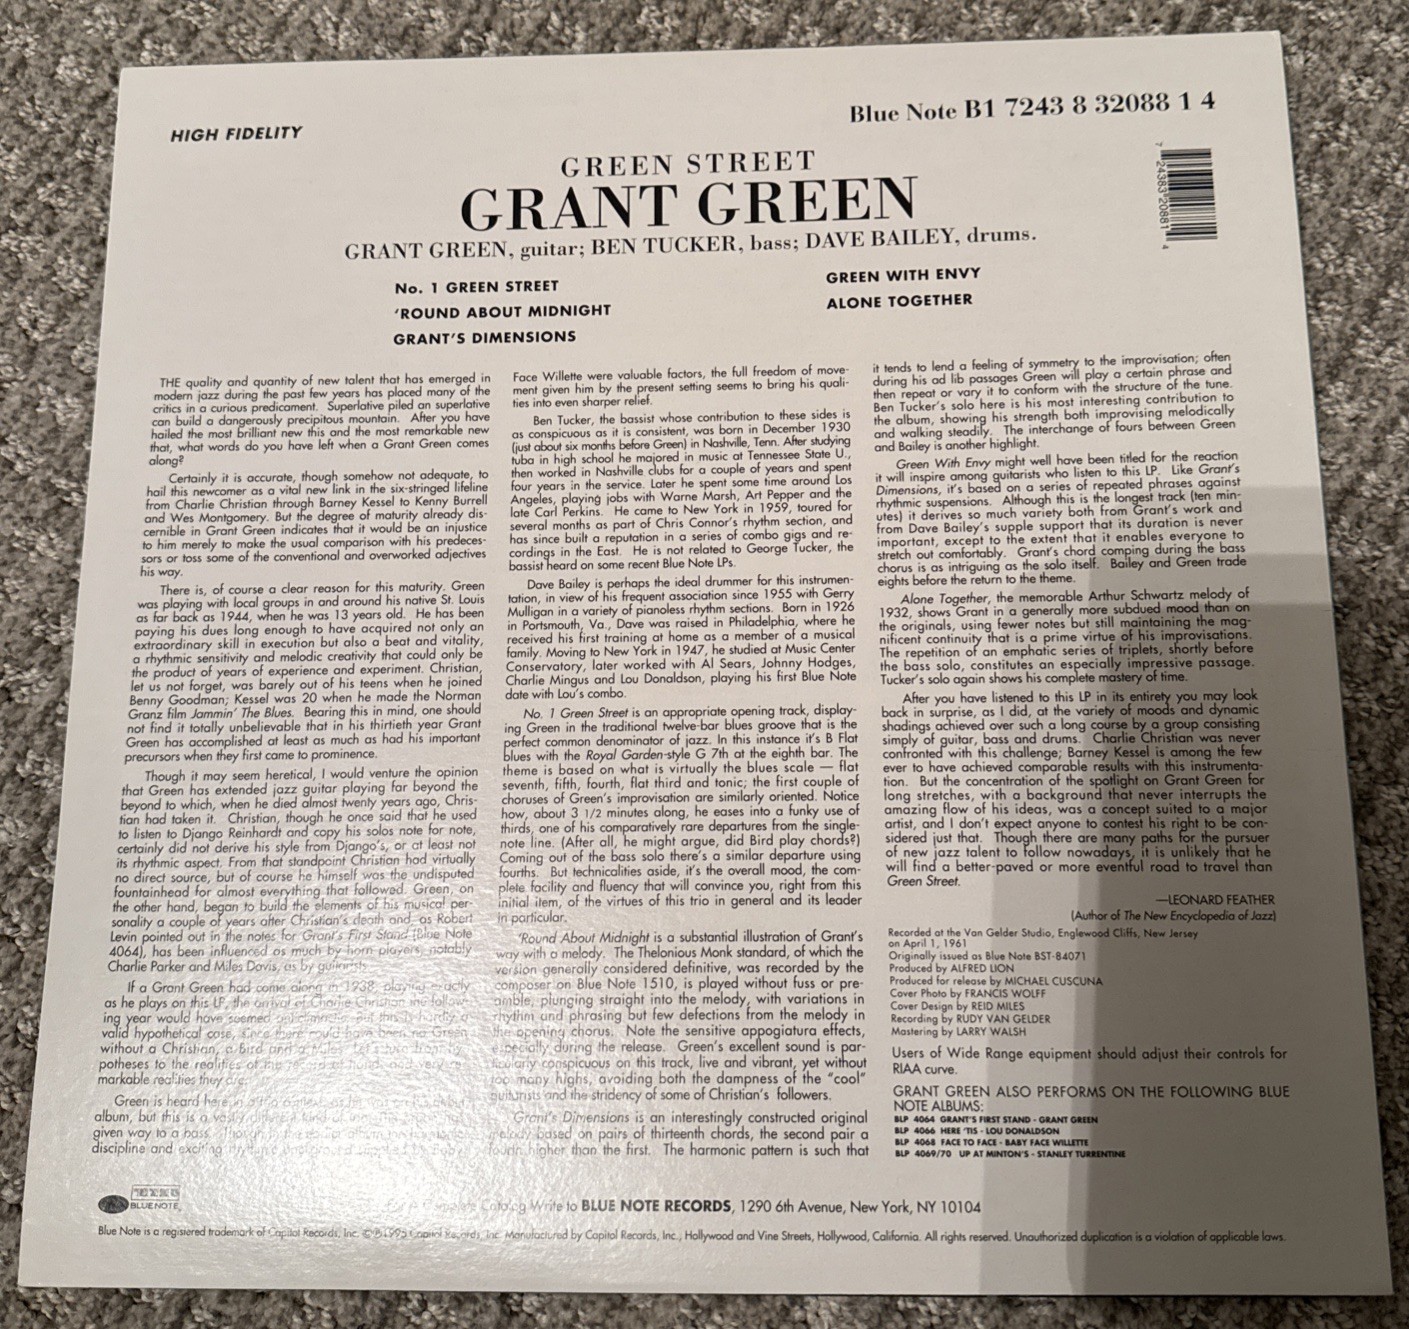 HIGH FIDELITY
Blue Note B1 7243 8 32088 1 4
7 24383 20881 4
GREEN STREET
GRANT GREEN
GRANT GREEN, guitar; BEN TUCKER, bass; DAVE BAILEY, drums.
No. 1 GREEN STREET
'ROUND ABOUT MIDNIGHT
GRANT'S DIMENSIONS
GREEN WITH ENVY
ALONE TOGETHER
THE quality and quantity of new talent that has emerged in
modern jazz during the past few years has placed many of the
critics in a curious predicament. Superlative piled on superlative
can build a dangerously precipitous mountain. After you have
hailed the most brilliant new this and the most remarkable new
that, what words do you have left when a Grant Green comes
along?
Certainly it is accurate, though somehow not adequate, to
hail this newcomer as a vital new link in the six-stringed lifeline
from Charlie Christian through Barney Kessel to Kenny Burrell
and Wes Montgomery. But the degree of maturity already dis-
cernible in Grant Green indicates that it would be an injustice
to him merely to make the usual comparison with his predeces-
sors or toss some of the conventional and overworked adjectives
his way.
There is, of course a clear reason for this maturity. Green
was playing with local groups in and around his native St. Louis
as far back as 1944, when he was 13 years old. He has been
paying his dues long enough to have acquired not only an
extraordinary skill in execution but also a beat and vitality,
a rhythmic sensitivity and melodic creativity that could only be
the product of years of experience and experiment. Christian,
let us not forget, was barely out of his teens when he joined
Benny Goodman; Kessel was 20 when he made the Norman
Granz film Jammin' The Blues. Bearing this in mind, one should
not find it totally unbelievable that in his thirtieth year Grant
Green has accomplished at least as much as had his important
precursors when they first came to prominence.
Though it may seem heretical, I would venture the opinion
that Green has extended jazz guitar playing far beyond the
beyond to which, when he died almost twenty years ago, Chris-
tian had taken it. Christian, though he once said that he used
to listen to Django Reinhardt and copy his solos note for note,
certainly did not derive his style from Django's, or at least not
its rhythmic aspect. From that standpoint Christian had virtually
no direct source, but of course he himself was the undisputed
fountainhead for almost everything that followed. Green, on
the other hand, began to build the elements of his musical per-
sonality a couple of years after Christian's death and, as Robert
Levin pointed out in the notes for Grant's First Stand (Blue Note
4064), has been influenced as much by horn players, notably
Charlie Parker and Miles Davis, as by guitarists.
If a Grant Green had come along in 1938, playing exactly
as he plays on this LP, the arrival of Charlie Christian the follow-
ing year would have seemed But this is hardly a
valid hypothetical case, since there could have been no Green
without a Christian, a Bird and a Miles. Let's turn from hy-
potheses to the realities of
markable realities they are.
Green is heard here in a
album, but this is a
given way to a bass.
discipline and exciting
Face Willette were valuable factors, the full freedom of move-
ment given him by the present setting seems to bring his quali-
ties into even sharper relief.
Ben Tucker, the bassist whose contribution to these sides is
as conspicuous as it is consistent, was born in December 1930
(just about six months before Green) in Nashville, Tenn. After studying
tuba in high school he majored in music at Tennessee State U.,
then worked in Nashville clubs for a couple of years and spent
four years in the service. Later he spent some time around Los
Angeles, playing jobs with Warne Marsh, Art Pepper and the
late Carl Perkins. He came to New York in 1959, toured for
several months as part of Chris Connor's rhythm section, and
has since built a reputation in a series of combo gigs and re-
cordings in the East. He is not related to George Tucker, the
bassist heard on some recent Blue Note LPs.
Dave Bailey is perhaps the ideal drummer for this instrumen-
tation, in view of his frequent association since 1955 with Gerry
Mulligan in a variety of pianoless rhythm sections. Born in 1926
in Portsmouth, Va., Dave was raised in Philadelphia, where he
received his first training at home as a member of a musical
family. Moving to New York in 1947, he studied at Music Center
Conservatory, later worked with Al Sears, Johnny Hodges,
Charlie Mingus and Lou Donaldson, playing his first Blue Note
date with Lou's combo.
No. 1 Green Street is an appropriate opening track, display-
ing Green in the traditional twelve-bar blues groove that is the
perfect common denominator of jazz. In this instance it's B Flat
blues with the Royal Garden-style G 7th at the eighth bar. The
theme is based on what is virtually the blues scale — flat
seventh, fifth, fourth, flat third and tonic; the first couple of
choruses of Green's improvisation are similarly oriented. Notice
how, about 3 1/2 minutes along, he eases into a funky use of
thirds, one of his comparatively rare departures from the single-
note line. (After all, he might argue, did Bird play chords?)
Coming out of the bass solo there's a similar departure using
fourths. But technicalities aside, it's the overall mood, the com-
plete facility and fluency that will convince you, right from this
initial item, of the virtues of this trio in general and its leader
in particular.
'Round About Midnight is a substantial illustration of Grant's
way with a melody. The Thelonious Monk standard, of which the
version generally considered definitive, was recorded by the
composer on Blue Note 1510, is played without fuss or pre-
amble, plunging straight into the melody, with variations in
rhythm and phrasing but few defections from the melody in
the opening chorus. Note the sensitive appogiatura effects,
especially during the release. Green's excellent sound is par-
ticularly conspicuous on this track, live and vibrant, yet without
too many highs, avoiding both the dampness of the "cool"
guitarists and the stridency of some of Christian's followers.
Grant's Dimensions is an interestingly constructed original
melody based on pairs of thirteenth chords, the second pair a
fourth higher than the first. The harmonic pattern is such that
it tends to lend a feeling of symmetry to the improvisation; often
during his ad lib passages Green will play a certain phrase and
then repeat or vary it to conform with the structure of the tune.
Ben Tucker's solo here is his most interesting contribution to
the album, showing his strength both improvising melodically
and walking steadily. The interchange of fours between Green
and Bailey is another highlight.
Green With Envy might well have been titled for the reaction
it will inspire among guitarists who listen to this LP. Like Grant's
Dimensions, it's based on a series of repeated phrases against
rhythmic suspensions. Although this is the longest track (ten min-
utes) it derives so much variety both from Grant's work and
from Dave Bailey's supple support that its duration is never
important, except to the extent that it enables everyone to
stretch out comfortably. Grant's chord comping during the bass
chorus is as intriguing as the solo itself. Bailey and Green trade
eights before the return to the theme.
Alone Together, the memorable Arthur Schwartz melody of
1932, shows Grant in a generally more subdued mood than on
the originals, using fewer notes but still maintaining the mag-
nificent continuity that is a prime virtue of his improvisations.
The repetition of an emphatic series of triplets, shortly before
the bass solo, constitutes an especially impressive passage.
Tucker's solo again shows his complete mastery of time.
After you have listened to this LP in its entirety you may look
back in surprise, as I did, at the variety of moods and dynamic
shadings achieved over such a long course by a group consisting
simply of guitar, bass and drums. Charlie Christian was never
confronted with this challenge; Barney Kessel is among the few
ever to have achieved comparable results with this instrumenta-
tion. But the concentration of the spotlight on Grant Green for
long stretches, with a background that never interrupts the
amazing flow of his ideas, was a concept suited to a major
artist, and I don't expect anyone to contest his right to be con-
sidered just that. Though there are many paths for the pursuer
of new jazz talent to follow nowadays, it is unlikely that he
will find a better-paved or more eventful road to travel than
Green Street.
—LEONARD FEATHER
(Author of The New Encyclopedia of Jazz)
Recorded at the Van Gelder Studio, Englewood Cliffs, New Jersey
on April 1, 1961
Originally issued as Blue Note BST-84071
Produced by ALFRED LION
Produced for release by MICHAEL CUSCUNA
Cover Photo by FRANCIS WOLFF
Cover Design by REID MILES
Recording by RUDY VAN GELDER
Mastering by LARRY WALSH
Users of Wide Range equipment should adjust their controls for
RIAA curve.
GRANT GREEN ALSO PERFORMS ON THE FOLLOWING BLUE
NOTE ALBUMS:
BLP 4064 GRANT'S FIRST STAND - GRANT GREEN
BLP 4066 HERE 'TIS - LOU DONALDSON
BLP 4068 FACE TO FACE - BABY FACE WILLETTE
BLP 4069/70 UP AT MINTON'S - STANLEY TURRENTINE
BLUE NOTE
For A Complete Catalog Write to BLUE NOTE RECORDS, 1290 6th Avenue, New York, NY 10104
Blue Note is a registered trademark of Capitol Records, Inc. © ℗ 1995 Capitol Records, Inc. Manufactured by Capitol Records, Inc., Hollywood and Vine Streets, Hollywood, California. All rights reserved. Unauthorized duplication is a violation of applicable laws.